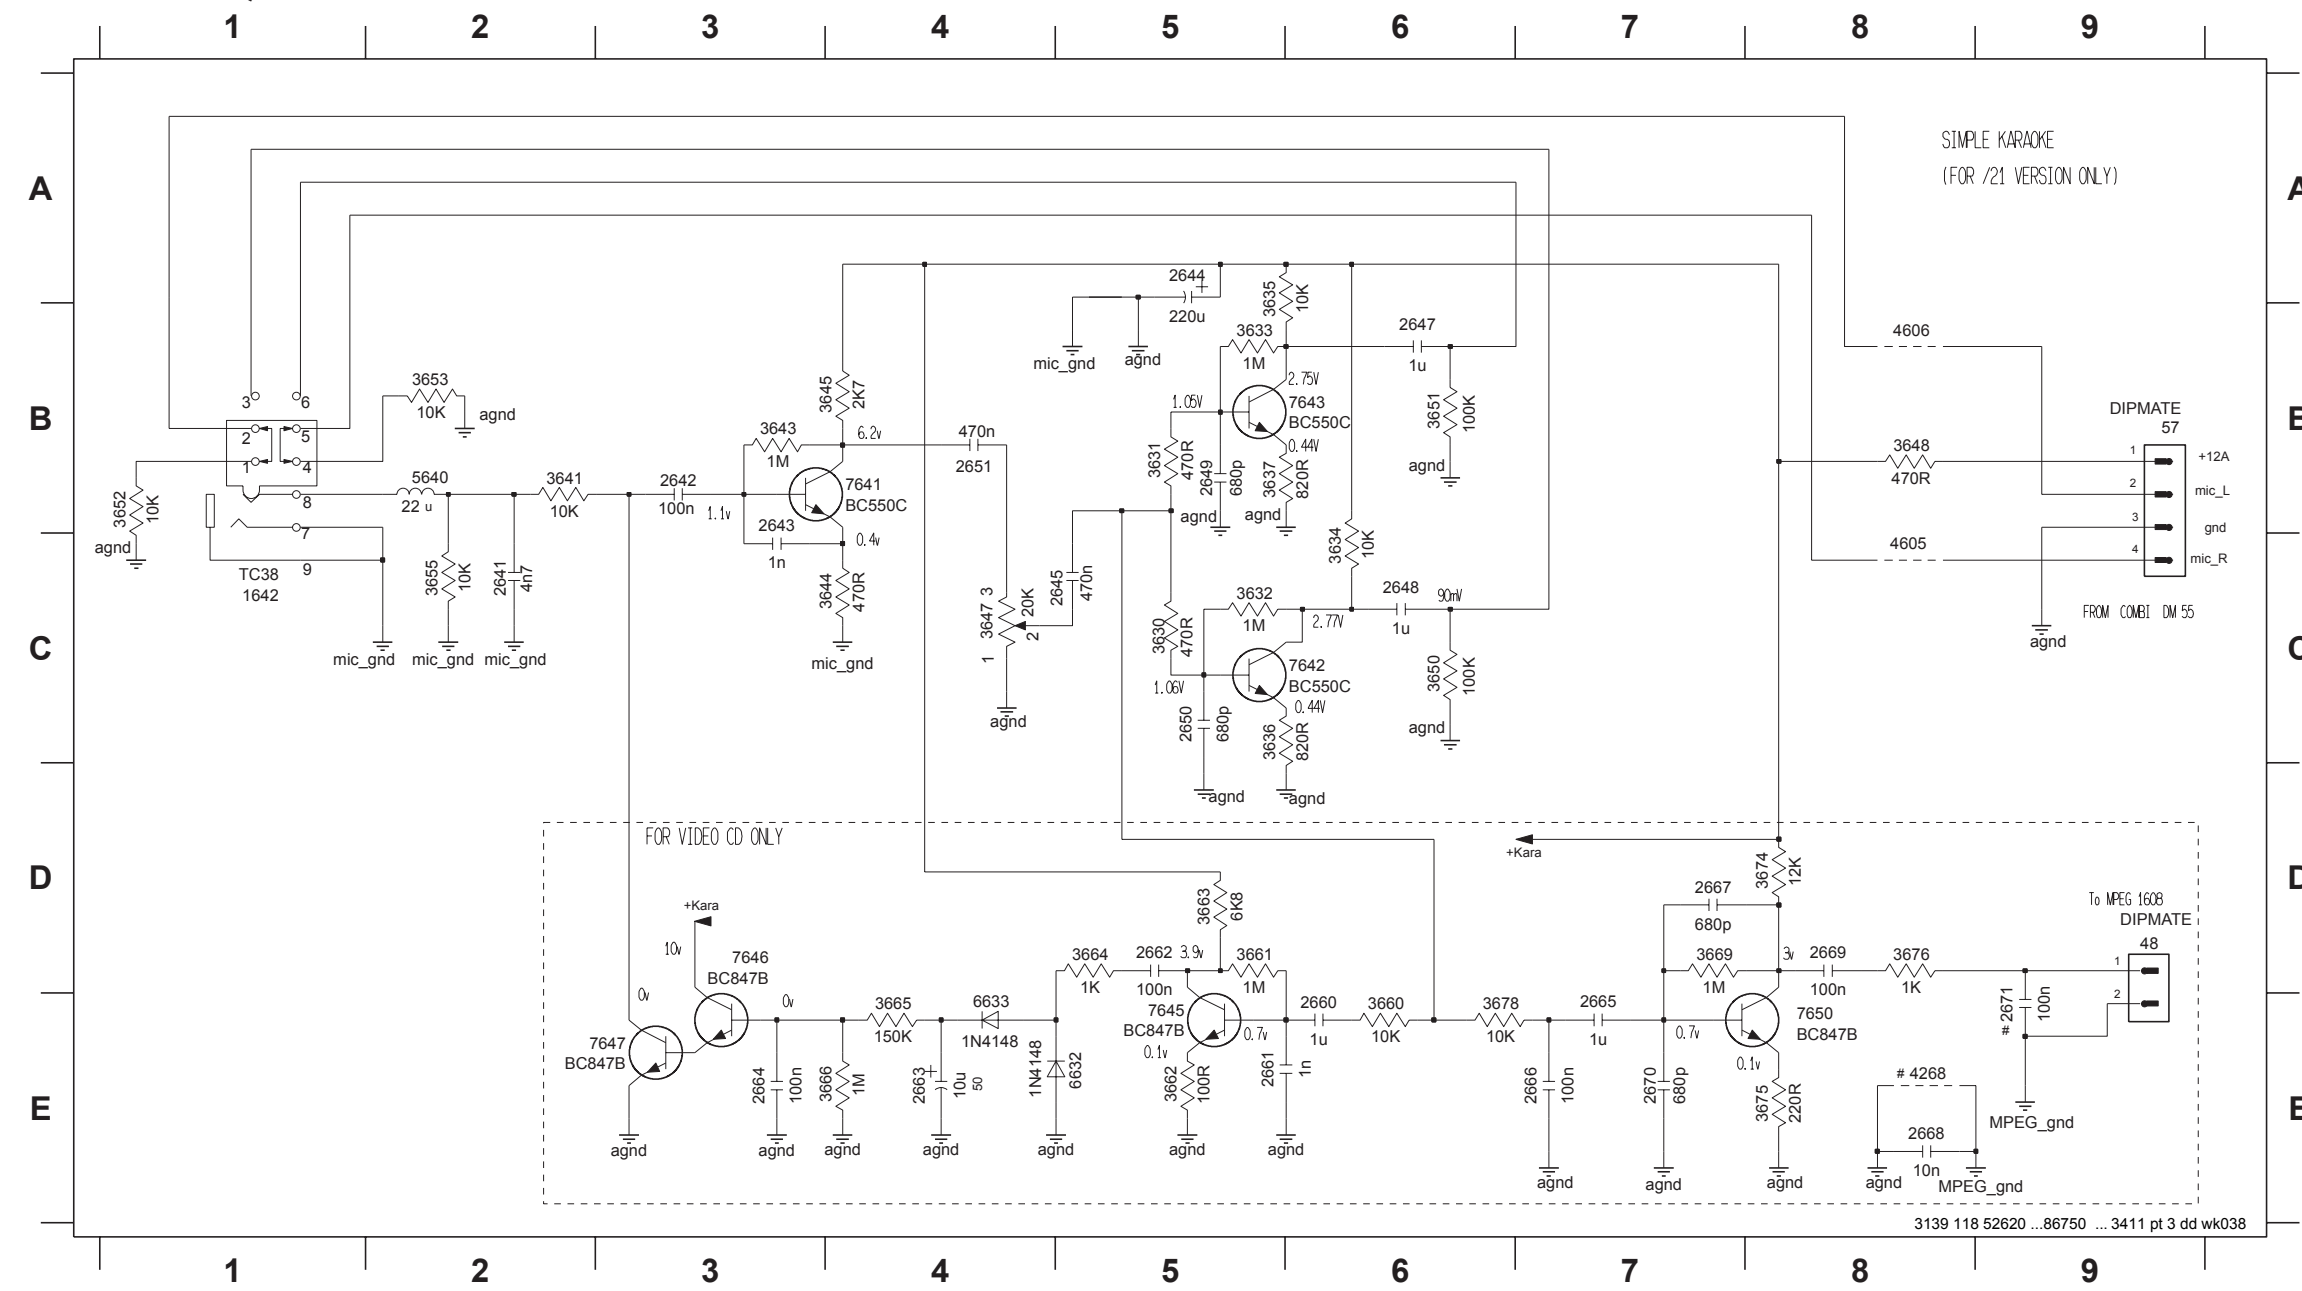 1 2 3 4 5 6 7 8 9
A
SIMPLE KARAOKE
(FOR /21 VERSION ONLY)
A
2644
+
220u
3635
10K
mic_gnd
agnd
3633
1M
2647
1u
4606
3653
10K
agnd
3645
2K7
2.75V
3
6
1.05V
7643
BC550C
3651
100K
DIPMATE
57
B
2
5
3643
1M
6.2v
470n
2651
0.44V
B
1
4
3631
470R
2649
680p
3637
820R
agnd
3648
470R
1
+12A
5640
22 u
3641
10K
2642
100n
7641
BC550C
2
mic_L
3652
10K
8
1.1v
agnd
agnd
3
gnd
agnd
7
2643
1n
0.4v
3634
10K
4605
4
mic_R
TC38
1642
9
3655
10K
2641
4n7
3644
470R
3647
3
20K
2
1
2645
470n
3632
1M
2648
1u
90mV
2.77V
FROM COMBI DM 55
C
mic_gnd
mic_gnd
mic_gnd
mic_gnd
3630
470R
agnd
C
7642
BC550C
3650
100K
1.06V
0.44V
agnd
2650
680p
3636
820R
agnd
agnd
agnd
FOR VIDEO CD ONLY
+Kara
D
3674
12K
D
+Kara
3663
6K8
2667
680p
To MPEG 1608
DIPMATE
48
10v
7646
BC847B
3664
1K
2662
100n
3.9v
3661
1M
3669
1M
3v
2669
100n
3676
1K
1
0v
0v
3665
150K
6633
1N4148
7645
BC847B
2660
1u
3660
10K
3678
10K
2665
1u
7650
BC847B
# 2671
100n
2
7647
BC847B
0.7v
0.7v
0.1v
0.1v
1N4148
6632
E
2664
100n
3666
1M
2663
+
10u
50
3662
100R
2661
1n
2666
100n
2670
680p
3675
220R
# 4268
E
MPEG_gnd
2668
10n
agnd
agnd
agnd
agnd
agnd
agnd
agnd
agnd
agnd
agnd
agnd
MPEG_gnd
3139 118 52620 ...86750 ... 3411 pt 3 dd wk038
1 2 3 4 5 6 7 8 9